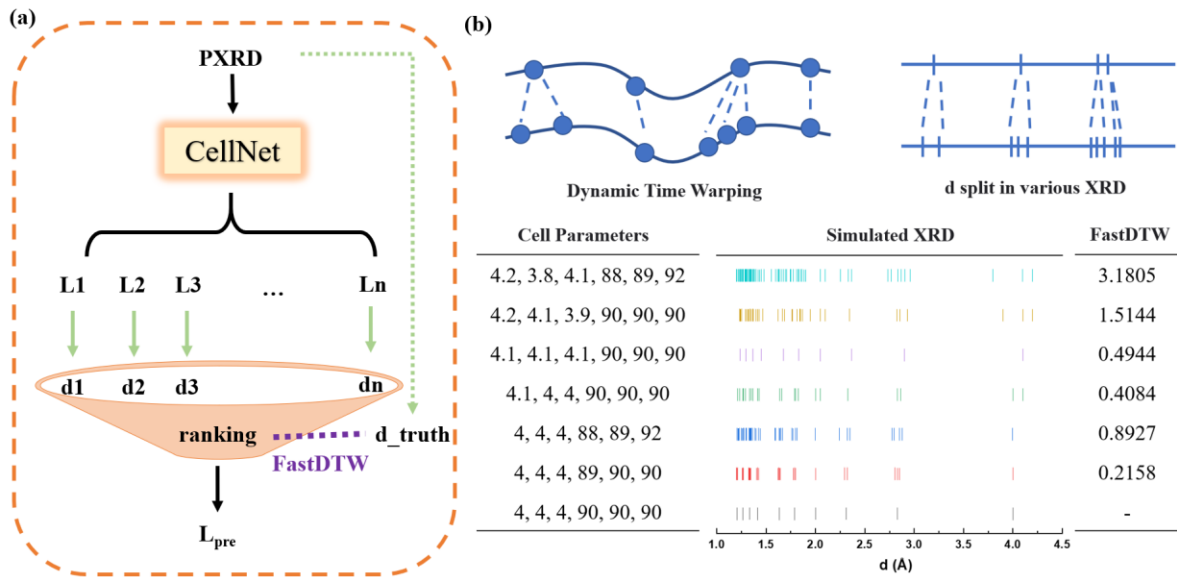 (a)
PXRD
CellNet
L1 L2 L3 ... Ln
d1 d2 d3 dn
ranking d_truth
FastDTW
L_pre
(b)
Dynamic Time Warping d split in various XRD
Cell Parameters Simulated XRD FastDTW
4.2, 3.8, 4.1, 88, 89, 92 3.1805
4.2, 4.1, 3.9, 90, 90, 90 1.5144
4.1, 4.1, 4.1, 90, 90, 90 0.4944
4.1, 4, 4, 90, 90, 90 0.4084
4, 4, 4, 88, 89, 92 0.8927
4, 4, 4, 89, 90, 90 0.2158
4, 4, 4, 90, 90, 90 -
1.0 1.5 2.0 2.5 3.0 3.5 4.0 4.5
d (Å)